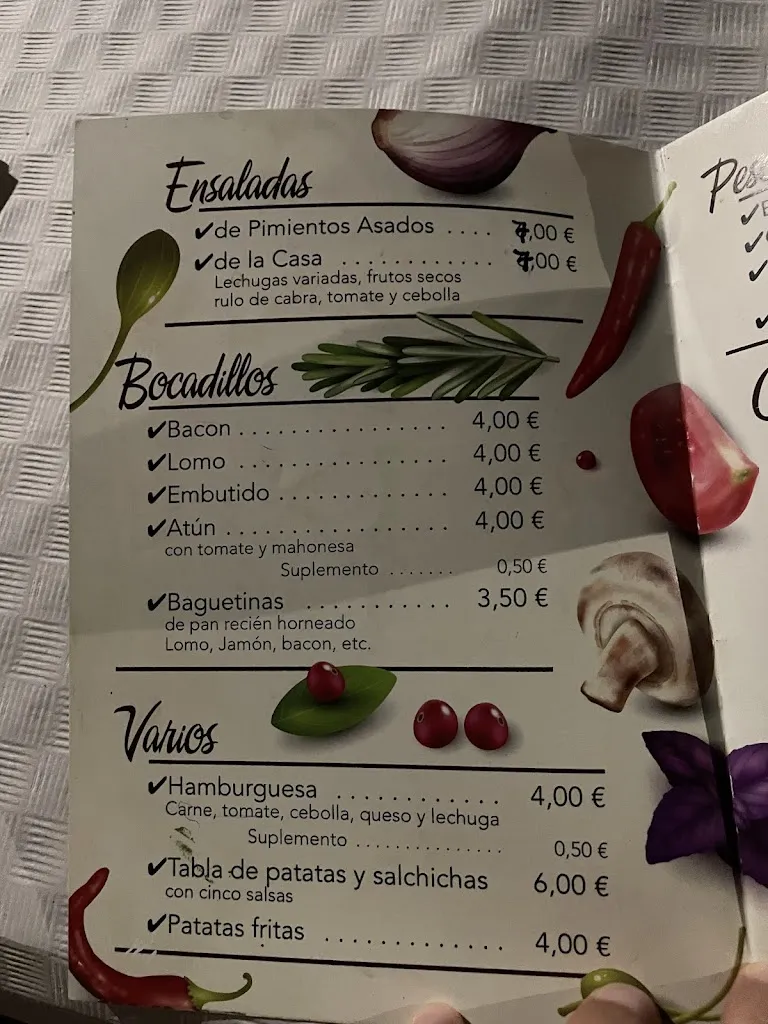 Ensaladas
✔de Pimientos Asados .... 7,00 €
✔de la Casa ............ 7,00 €
Lechugas variadas, frutos secos
rulo de cabra, tomate y cebolla
Bocadillos
✔Bacon ................. 4,00 €
✔Lomo ................. 4,00 €
✔Embutido ............. 4,00 €
✔Atún .................. 4,00 €
con tomate y mahonesa
Suplemento ....... 0,50 €
✔Baguetinas ........... 3,50 €
de pan recién horneado
Lomo, Jamón, bacon, etc.
Varios
✔Hamburguesa ............ 4,00 €
Carne, tomate, cebolla, queso y lechuga
Suplemento ............... 0,50 €
✔Tabla de patatas y salchichas 6,00 €
con cinco salsas
✔Patatas fritas ............. 4,00 €